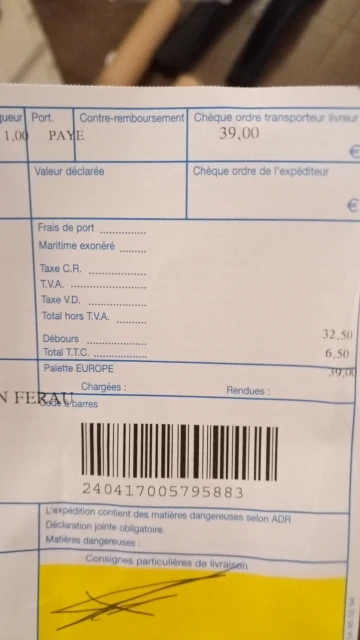 Port. Contre-remboursement Chèque ordre transporteur livreur
1,00 PAYE 39,00
€
Valeur déclarée Chèque ordre de l'expéditeur
€
Frais de port ..............
Maritime exonéré .........
Taxe C.R. .................
T.V.A. .......................
Taxe V.D. .................
Total hors T.V.A. .........
Débours ................... 32,50
Total T.T.C. ................ 6,50
Palette EUROPE 39,00
Chargées : Rendues :
N FERAU
Code à barres
240417005795883
L'expédition contient des matières dangereuses selon ADR
Déclaration jointe obligatoire.
Matières dangereuses :
Consignes particulières de livraison